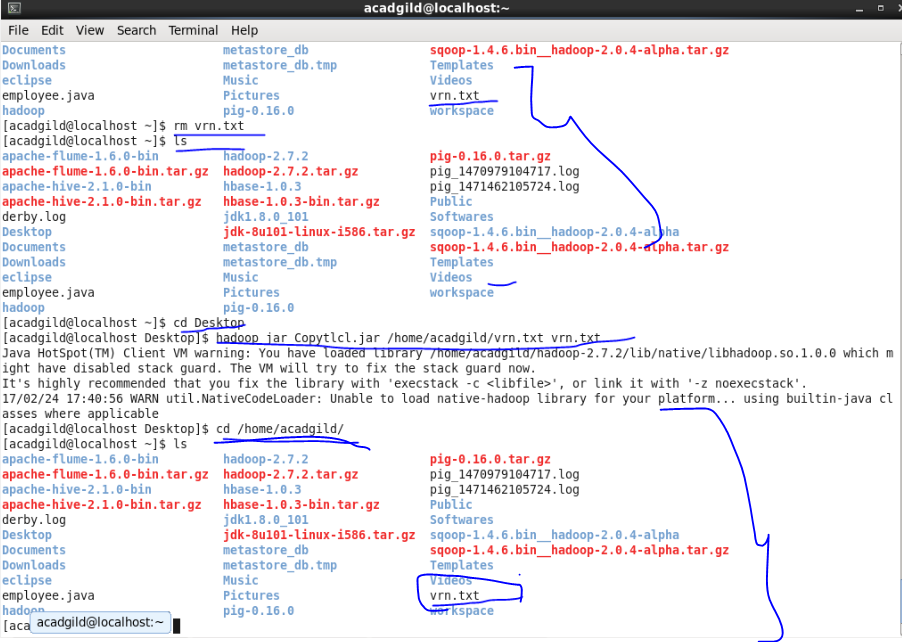 acadgild@localhost:~
File Edit View Search Terminal Help
Documents metastore_db sqoop-1.4.6.bin__hadoop-2.0.4-alpha.tar.gz
Downloads metastore_db.tmp Templates
eclipse Music Videos
employee.java Pictures vrn.txt
hadoop pig-0.16.0 workspace
[acadgild@localhost ~]$ rm vrn.txt
[acadgild@localhost ~]$ ls
apache-flume-1.6.0-bin hadoop-2.7.2 pig-0.16.0.tar.gz
apache-flume-1.6.0-bin.tar.gz hadoop-2.7.2.tar.gz pig_1470979104717.log
apache-hive-2.1.0-bin hbase-1.0.3 pig_1471462105724.log
apache-hive-2.1.0-bin.tar.gz hbase-1.0.3-bin.tar.gz Public
derby.log jdk1.8.0_101 Softwares
Desktop jdk-8u101-linux-i586.tar.gz sqoop-1.4.6.bin__hadoop-2.0.4-alpha
Documents metastore_db sqoop-1.4.6.bin__hadoop-2.0.4-alpha.tar.gz
Downloads metastore_db.tmp Templates
eclipse Music Videos
employee.java Pictures workspace
hadoop pig-0.16.0
[acadgild@localhost ~]$ cd Desktop
[acadgild@localhost Desktop]$ hadoop jar Copytlcl.jar /home/acadgild/vrn.txt vrn.txt
Java HotSpot(TM) Client VM warning: You have loaded library /home/acadgild/hadoop-2.7.2/lib/native/libhadoop.so.1.0.0 which m
ight have disabled stack guard. The VM will try to fix the stack guard now.
It's highly recommended that you fix the library with 'execstack -c <libfile>', or link it with '-z noexecstack'.
17/02/24 17:40:56 WARN util.NativeCodeLoader: Unable to load native-hadoop library for your platform... using builtin-java cl
asses where applicable
[acadgild@localhost Desktop]$ cd /home/acadgild/
[acadgild@localhost ~]$ ls
apache-flume-1.6.0-bin hadoop-2.7.2 pig-0.16.0.tar.gz
apache-flume-1.6.0-bin.tar.gz hadoop-2.7.2.tar.gz pig_1470979104717.log
apache-hive-2.1.0-bin hbase-1.0.3 pig_1471462105724.log
apache-hive-2.1.0-bin.tar.gz hbase-1.0.3-bin.tar.gz Public
derby.log jdk1.8.0_101 Softwares
Desktop jdk-8u101-linux-i586.tar.gz sqoop-1.4.6.bin__hadoop-2.0.4-alpha
Documents metastore_db sqoop-1.4.6.bin__hadoop-2.0.4-alpha.tar.gz
Downloads metastore_db.tmp Templates
eclipse Music Videos
employee.java Pictures vrn.txt
hadoop pig-0.16.0 workspace
[aca acadgild@localhost:~